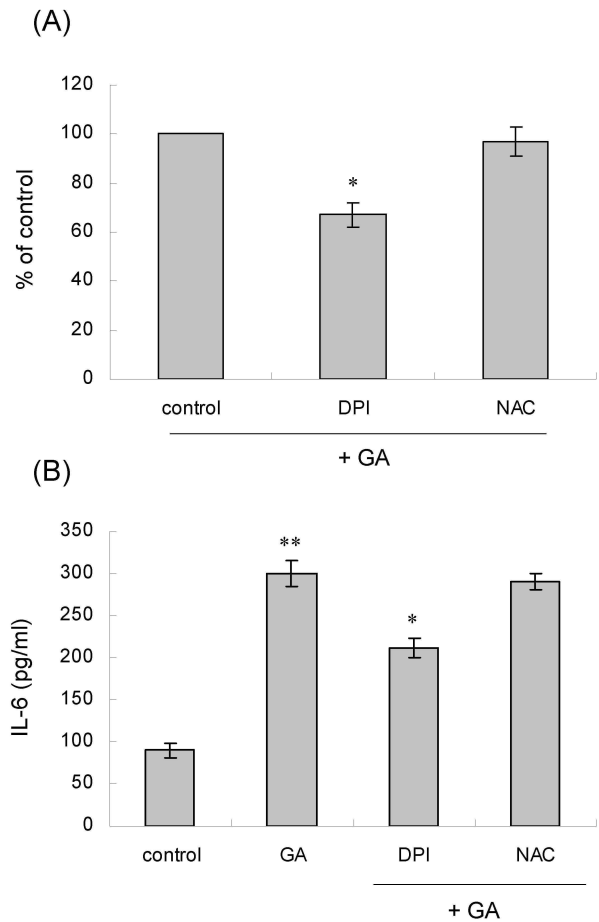 (A)
% of control
120
100
80
60
40
20
0
*
control DPI NAC
+ GA
(B)
IL-6 (pg/ml)
350
300
250
200
150
100
50
0
**
*
control GA DPI NAC
+ GA